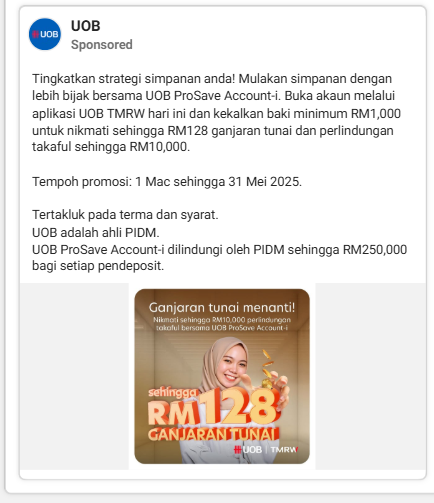 UOB
UOB
Sponsored
Tingkatkan strategi simpanan anda! Mulakan simpanan dengan
lebih bijak bersama UOB ProSave Account-i. Buka akaun melalui
aplikasi UOB TMRW hari ini dan kekalkan baki minimum RM1,000
untuk nikmati sehingga RM128 ganjaran tunai dan perlindungan
takaful sehingga RM10,000.
Tempoh promosi: 1 Mac sehingga 31 Mei 2025.
Tertakluk pada terma dan syarat.
UOB adalah ahli PIDM.
UOB ProSave Account-i dilindungi oleh PIDM sehingga RM250,000
bagi setiap pendeposit.
Ganjaran tunai menanti!
Nikmati sehingga RM10,000 perlindungan
takaful bersama UOB ProSave Account-i
sehingga
RM128
GANJARAN TUNAI
UOB | TMRW